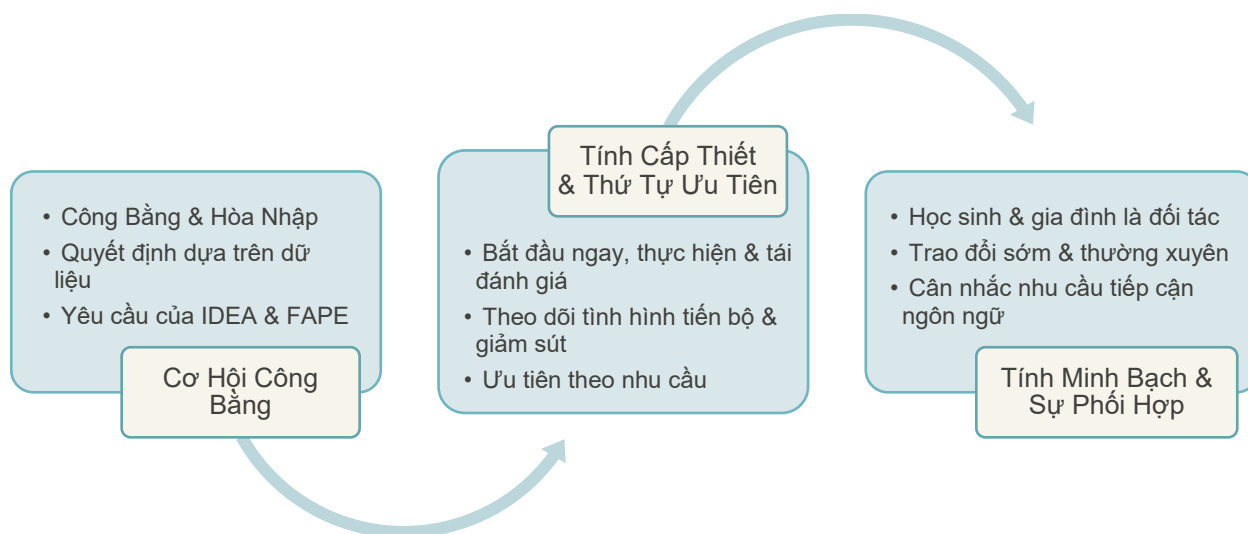 • Công Bằng & Hòa Nhập
• Quyết định dựa trên dữ
liệu
• Yêu cầu của IDEA & FAPE
Cơ Hội Công
Bằng
Tính Cấp Thiết
& Thứ Tự Ưu Tiên
• Bắt đầu ngay, thực hiện & tái
đánh giá
• Theo dõi tình hình tiến bộ &
giảm sút
• Ưu tiên theo nhu cầu
• Học sinh & gia đình là đối tác
• Trao đổi sớm & thường xuyên
• Cân nhắc nhu cầu tiếp cận
ngôn ngữ
Tính Minh Bạch &
Sự Phối Hợp